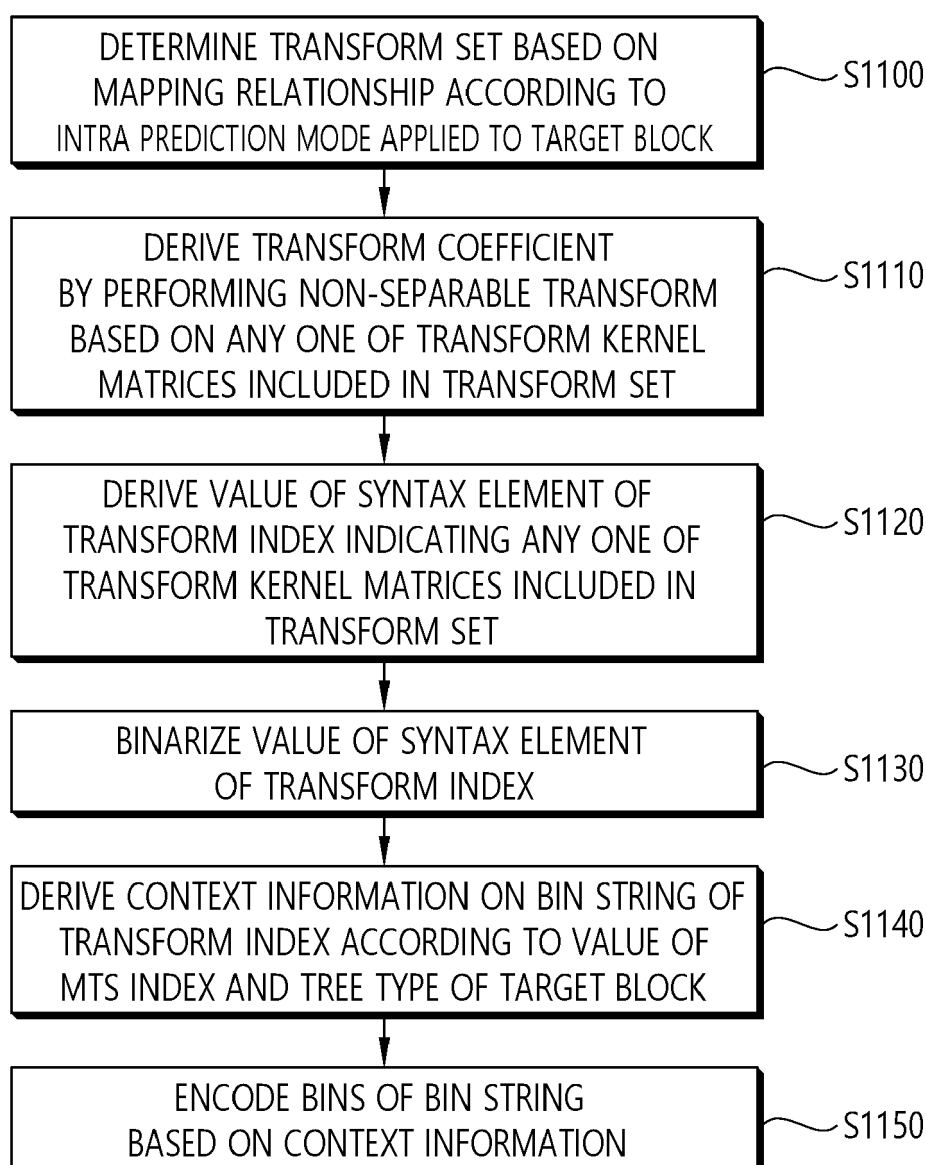 DETERMINE TRANSFORM SET BASED ON
MAPPING RELATIONSHIP ACCORDING TO
INTRA PREDICTION MODE APPLIED TO TARGET BLOCK
S1100
DERIVE TRANSFORM COEFFICIENT
BY PERFORMING NON-SEPARABLE TRANSFORM
BASED ON ANY ONE OF TRANSFORM KERNEL
MATRICES INCLUDED IN TRANSFORM SET
S1110
DERIVE VALUE OF SYNTAX ELEMENT OF
TRANSFORM INDEX INDICATING ANY ONE OF
TRANSFORM KERNEL MATRICES INCLUDED IN
TRANSFORM SET
S1120
BINARIZE VALUE OF SYNTAX ELEMENT
OF TRANSFORM INDEX
S1130
DERIVE CONTEXT INFORMATION ON BIN STRING OF
TRANSFORM INDEX ACCORDING TO VALUE OF
MTS INDEX AND TREE TYPE OF TARGET BLOCK
S1140
ENCODE BINS OF BIN STRING
BASED ON CONTEXT INFORMATION
S1150